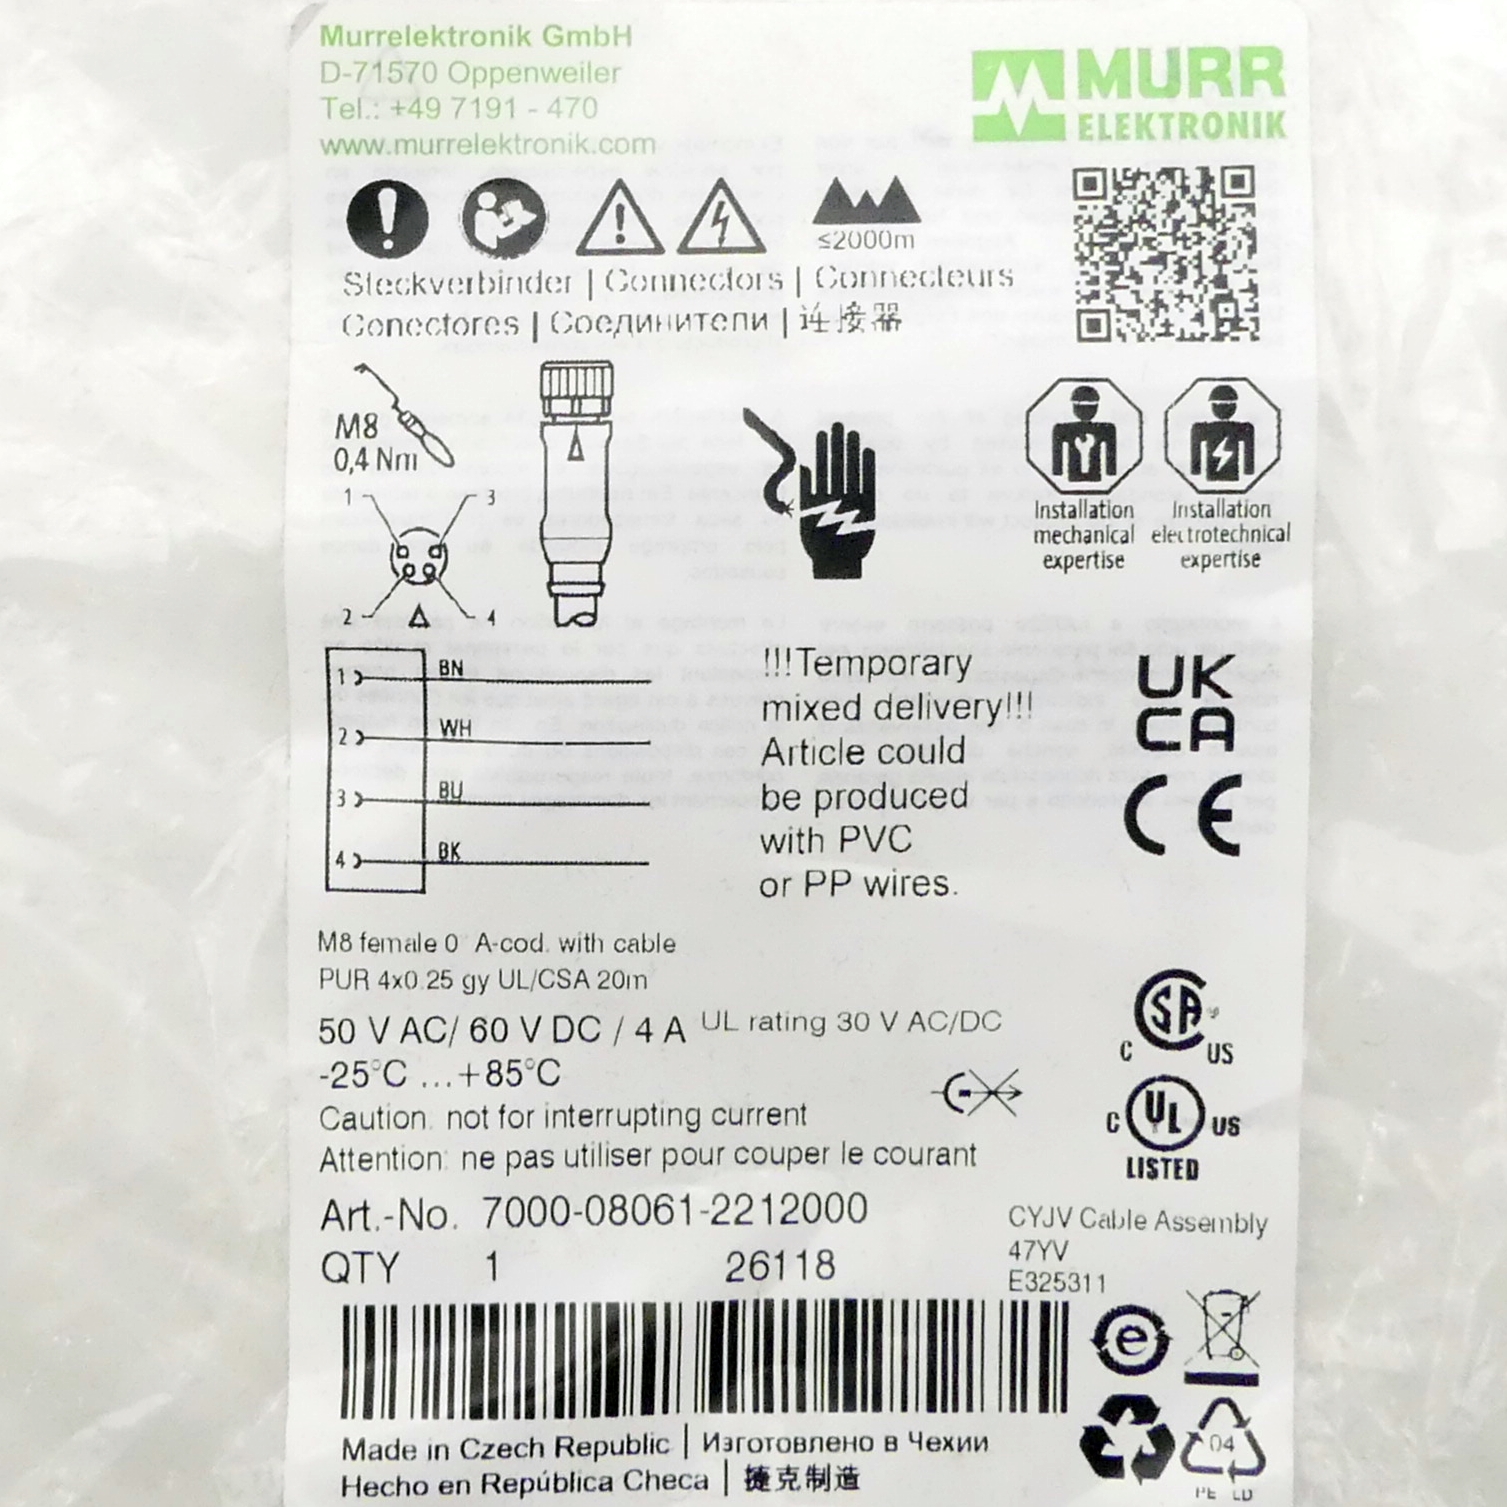 Murrelektronik GmbH
D-71570 Oppenweiler
Tel.: +49 7191 - 470
www.murrelektronik.com
MURR
ELEKTRONIK
≤2000m
Steckverbinder | Connectors | Connecteurs
Conectores | Соединители | 连接器
M8
0,4 Nm
1 3
2 4
Installation
mechanical
expertise
Installation
electrotechnical
expertise
1 BN
2 WH
3 BU
4 BK
!!!Temporary
mixed delivery!!!
Article could
be produced
with PVC
or PP wires.
UK
CA
CE
M8 female 0° A-cod. with cable
PUR 4x0.25 gy UL/CSA 20m
50 V AC/ 60 V DC / 4 A UL rating 30 V AC/DC
-25°C ...+85°C
Caution: not for interrupting current
Attention: ne pas utiliser pour couper le courant
C SA US
C UL US
LISTED
Art.-No. 7000-08061-2212000
QTY 1 26118
CYJV Cable Assembly
47YV
E325311
e
04
PE-LD
Made in Czech Republic | Изготовлено в Чехии
Hecho en República Checa | 捷克制造